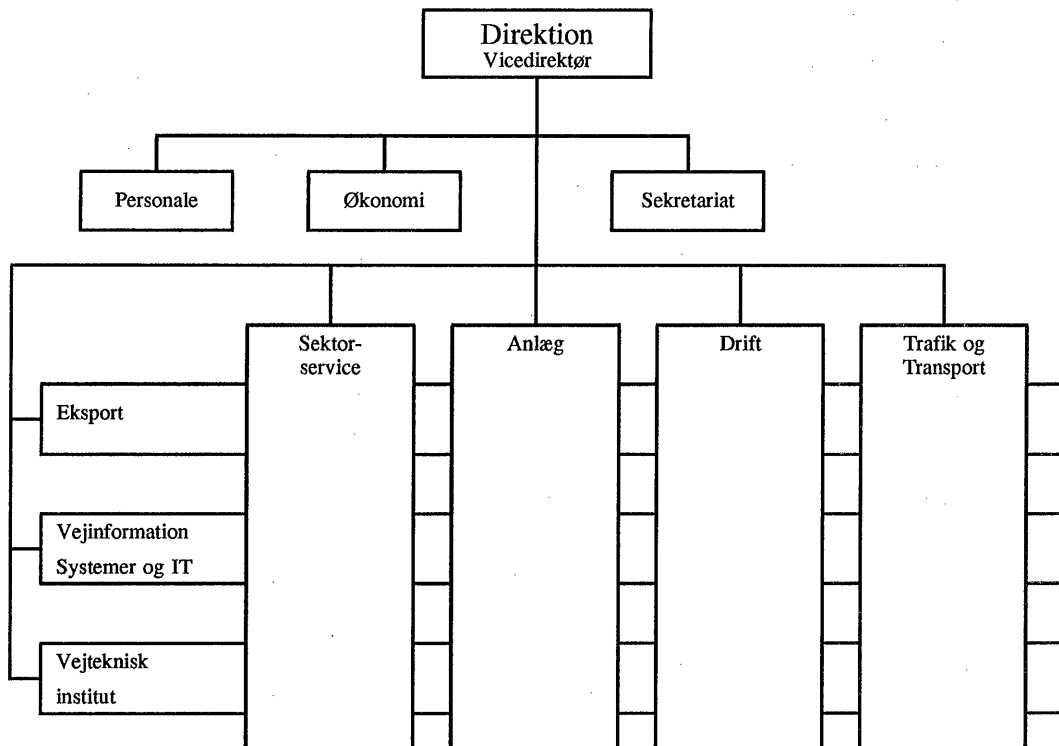 Direktion
Vicedirektør
Personale
Økonomi
Sekretariat
Sektor-
service
Anlæg
Drift
Trafik og
Transport
Eksport
Vejinformation
Systemer og IT
Vejteknisk
institut